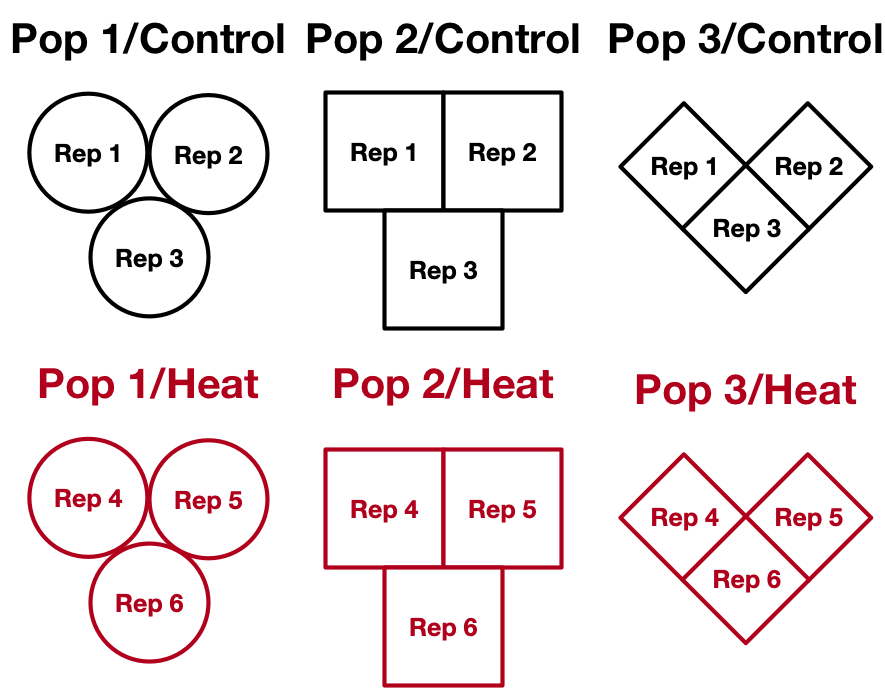 Pop 1/Control Pop 2/Control Pop 3/Control
Rep 1 Rep 2 Rep 1 Rep 2 Rep 1 Rep 2
Rep 3 Rep 3 Rep 3
Pop 1/Heat Pop 2/Heat Pop 3/Heat
Rep 4 Rep 5 Rep 4 Rep 5 Rep 4 Rep 5
Rep 6 Rep 6 Rep 6